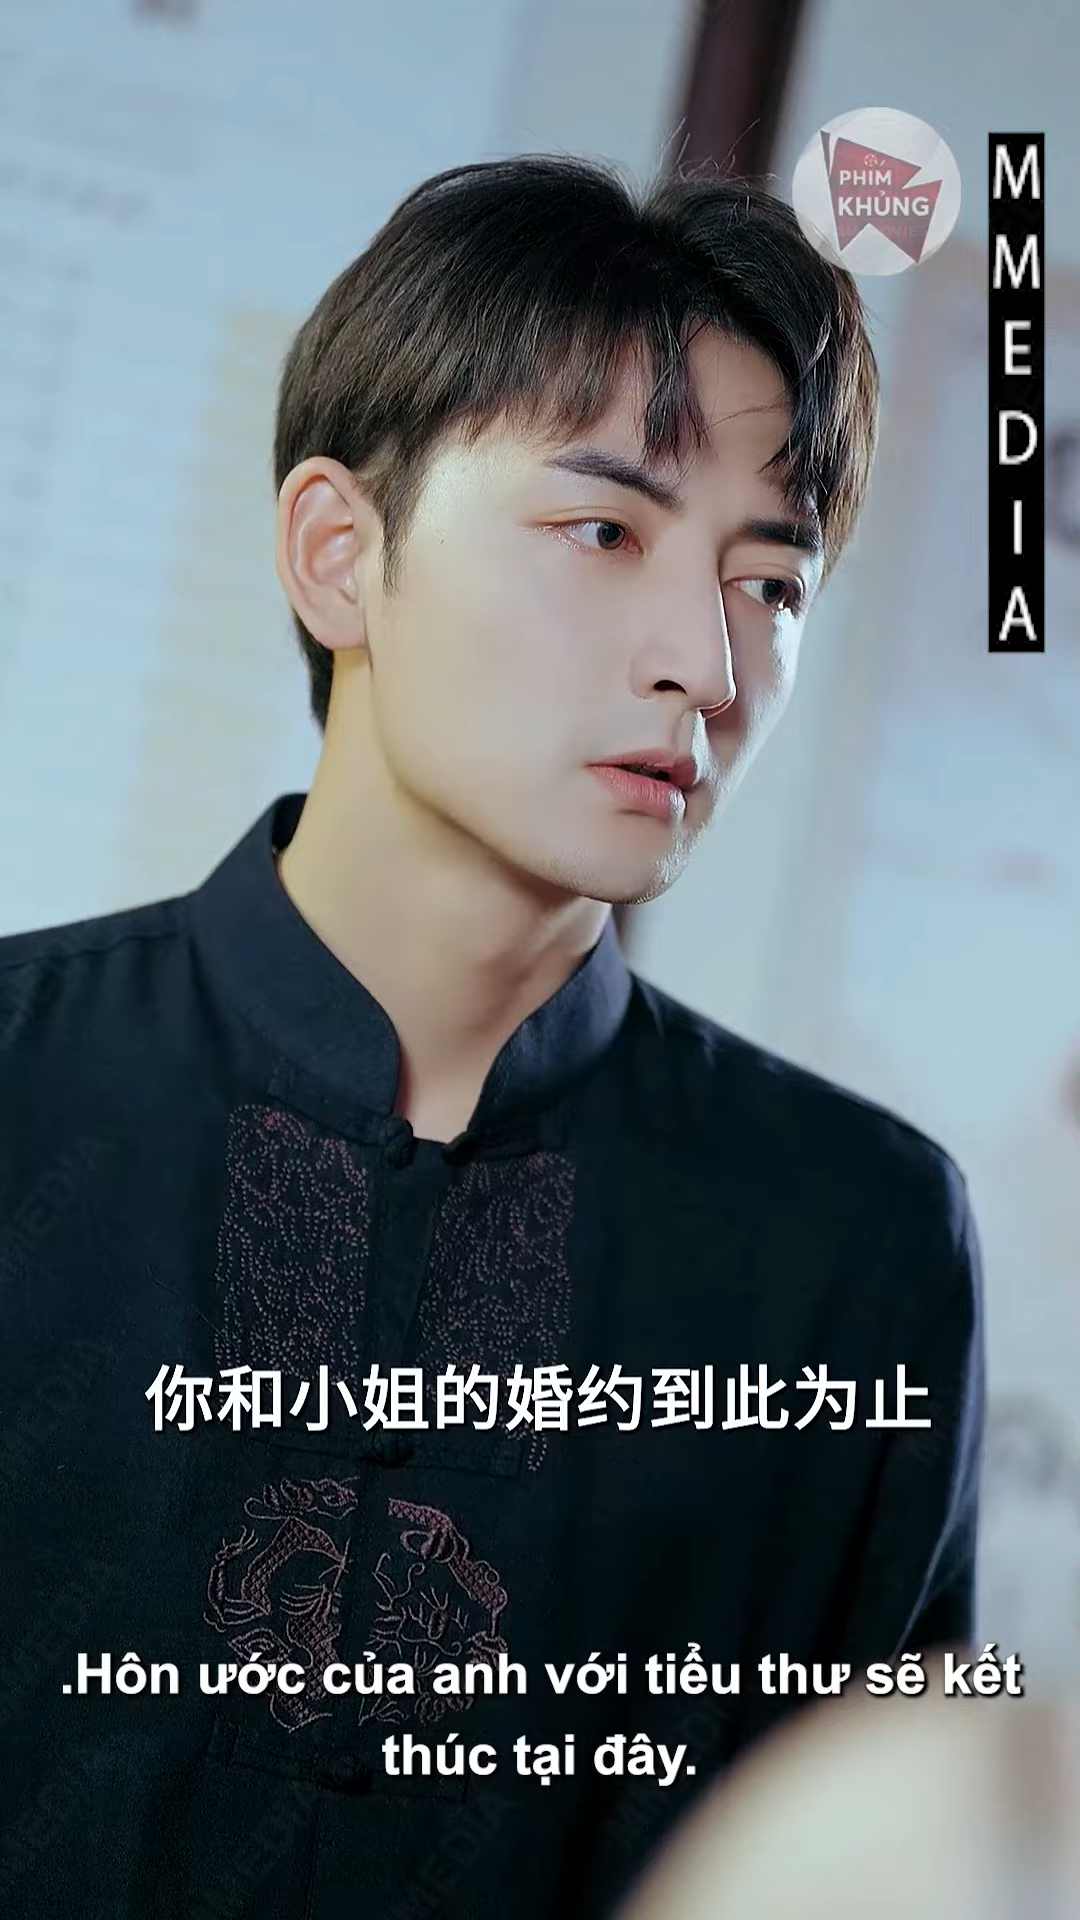 PHIM
KHỦNG
MMEDIA
你和小姐的婚约到此为止
.Hôn ước của anh với tiểu thư sẽ kết
thúc tại đây.